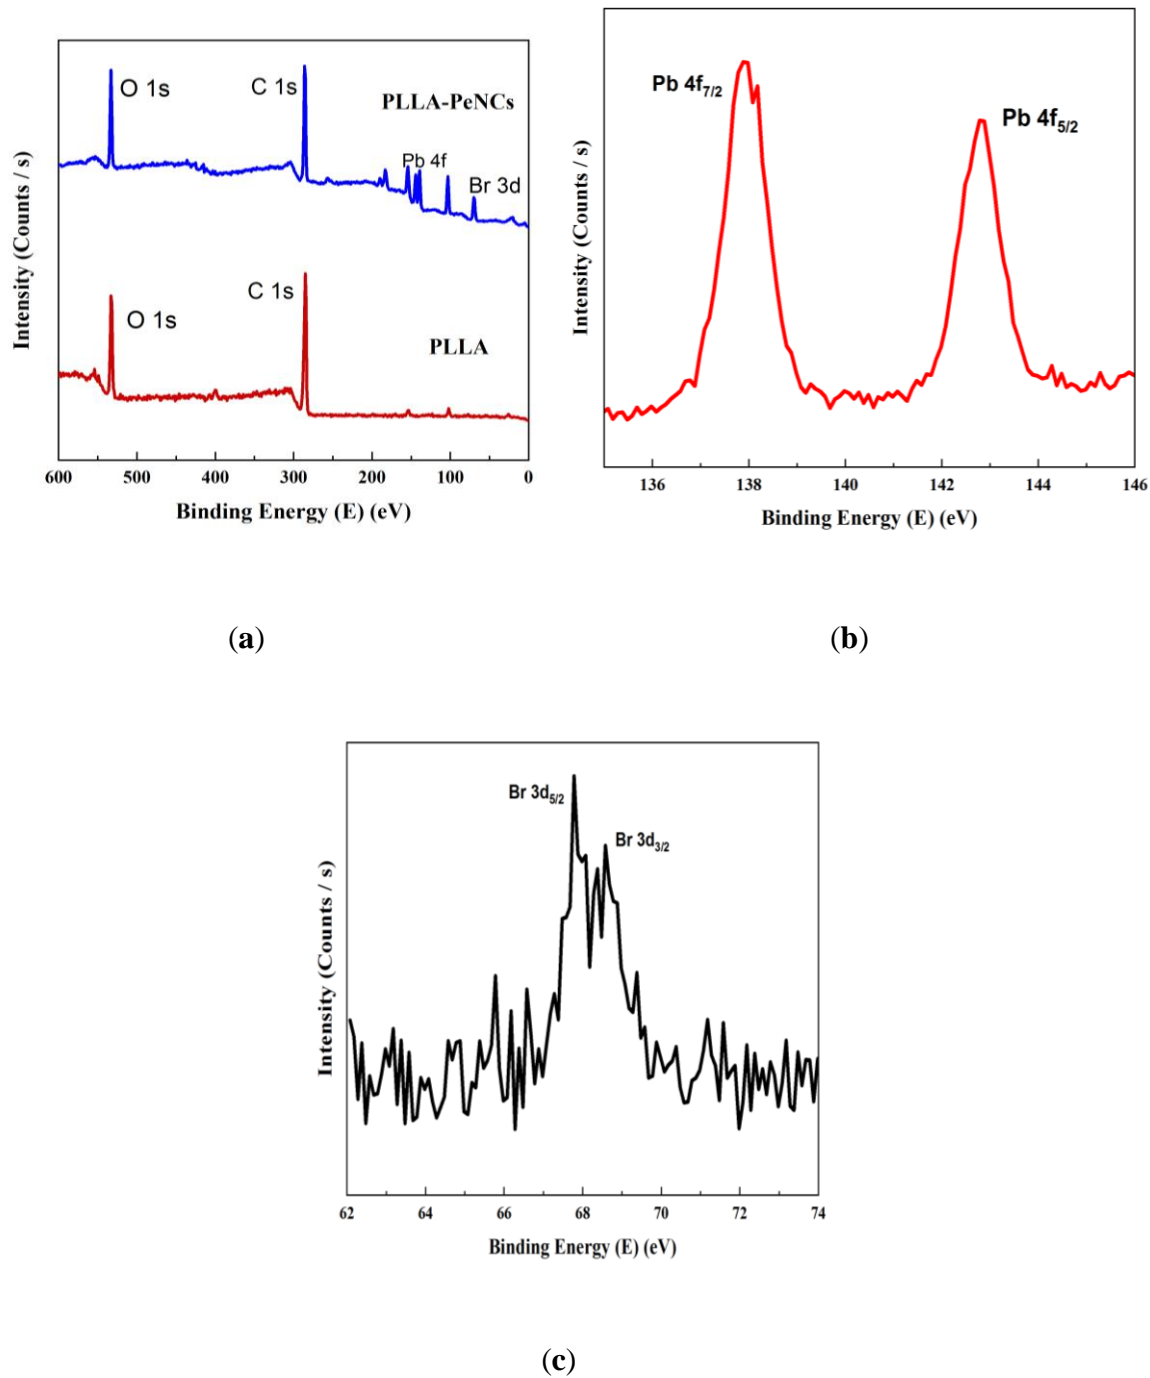 O 1s
C 1s
PLLA-PeNCs
Pb 4f
Br 3d
C 1s
O 1s
PLLA
Intensity (Counts / s)
600 500 400 300 200 100 0
Binding Energy (E) (eV)
(a)
Pb 4f7/2
Pb 4f5/2
Intensity (Counts / s)
136 138 140 142 144 146
Binding Energy (E) (eV)
(b)
Br 3d5/2
Br 3d3/2
Intensity (Counts / s)
62 64 66 68 70 72 74
Binding Energy (E) (eV)
(c)